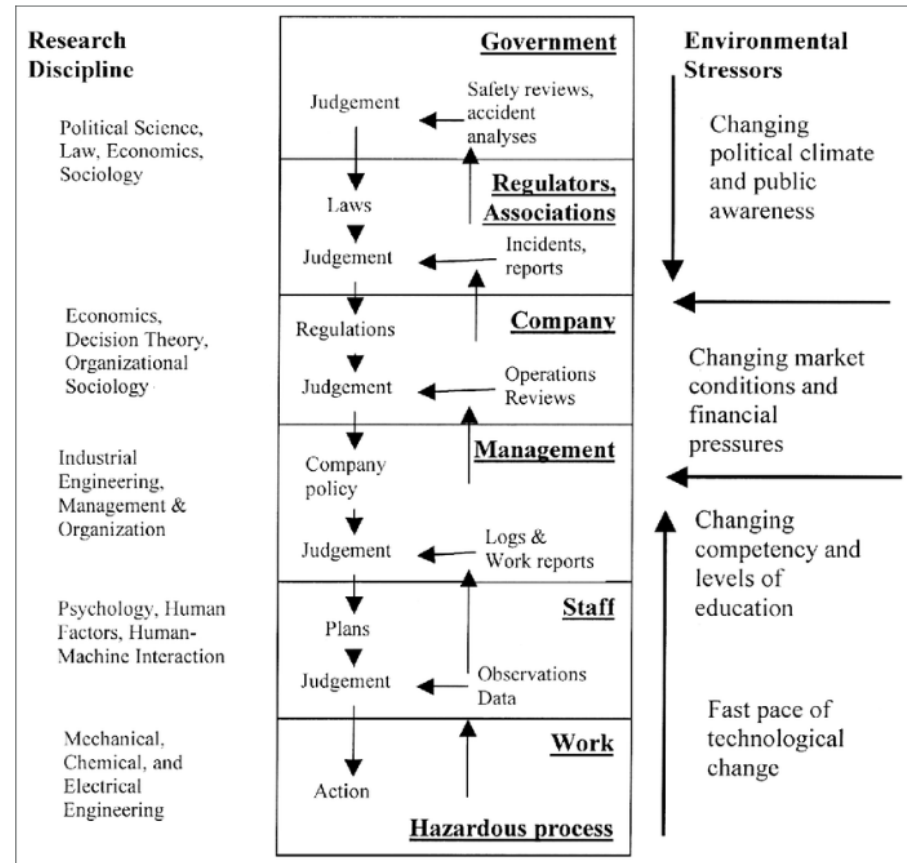 Research
Discipline
Political Science,
Law, Economics,
Sociology
Economics,
Decision Theory,
Organizational
Sociology
Industrial
Engineering,
Management &
Organization
Psychology, Human
Factors, Human-
Machine Interaction
Mechanical,
Chemical, and
Electrical
Engineering
Government
Judgement
Safety reviews,
accident
analyses
Regulators,
Associations
Laws
Judgement
Incidents,
reports
Company
Regulations
Judgement
Operations
Reviews
Management
Company
policy
Judgement
Logs &
Work reports
Staff
Plans
Judgement
Observations
Data
Work
Action
Hazardous process
Environmental
Stressors
Changing
political climate
and public
awareness
Changing market
conditions and
financial
pressures
Changing
competency and
levels of
education
Fast pace of
technological
change